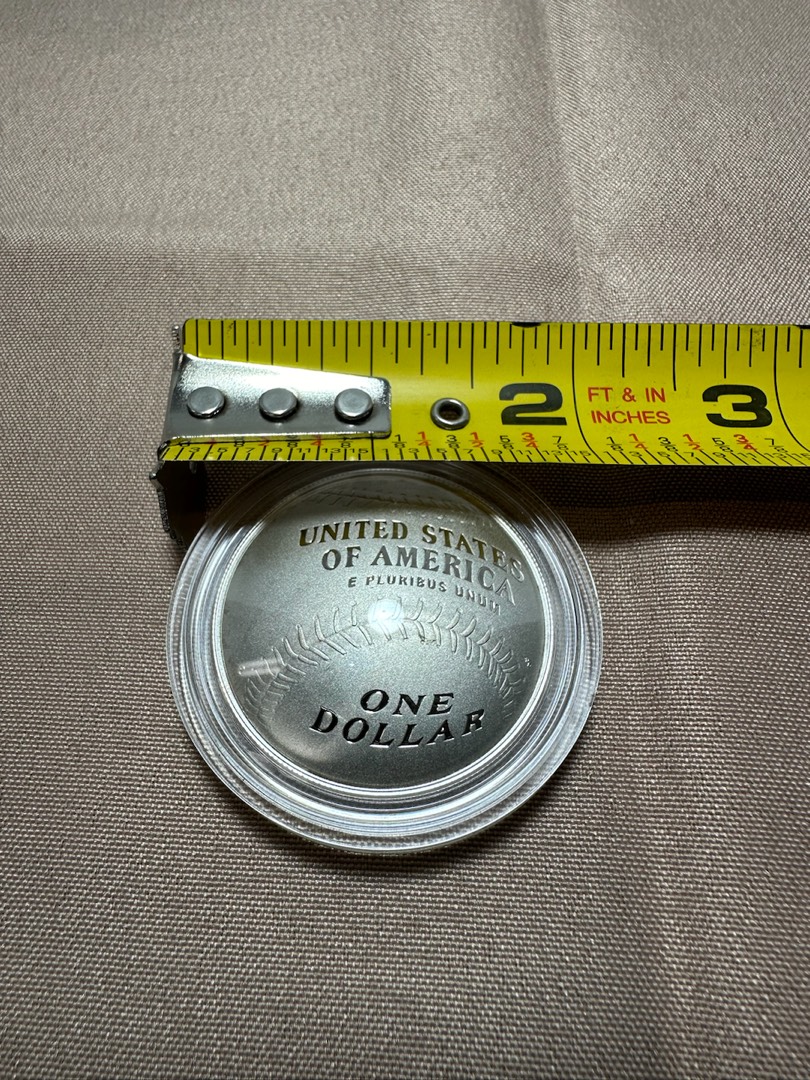 2 FT & IN 3
INCHES
UNITED STATES
OF AMERICA
E PLURIBUS UNUM
ONE
DOLLAR